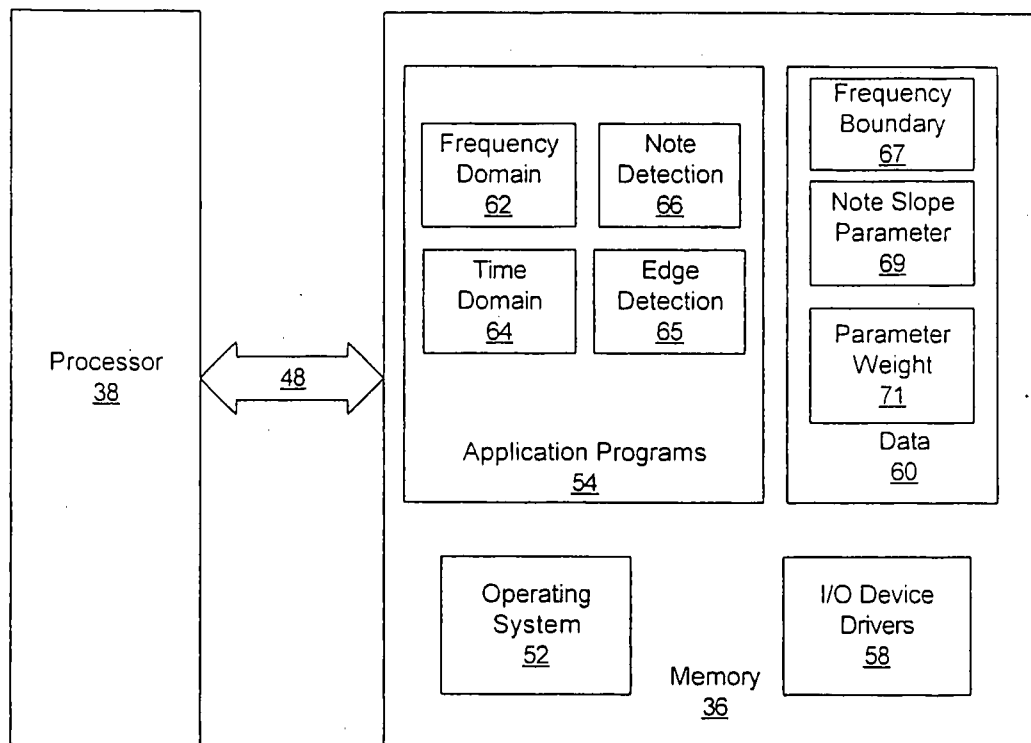 Processor
38
48
Frequency
Domain
62
Note
Detection
66
Time
Domain
64
Edge
Detection
65
Application Programs
54
Frequency
Boundary
67
Note Slope
Parameter
69
Parameter
Weight
71
Data
60
Operating
System
52
I/O Device
Drivers
58
Memory
36